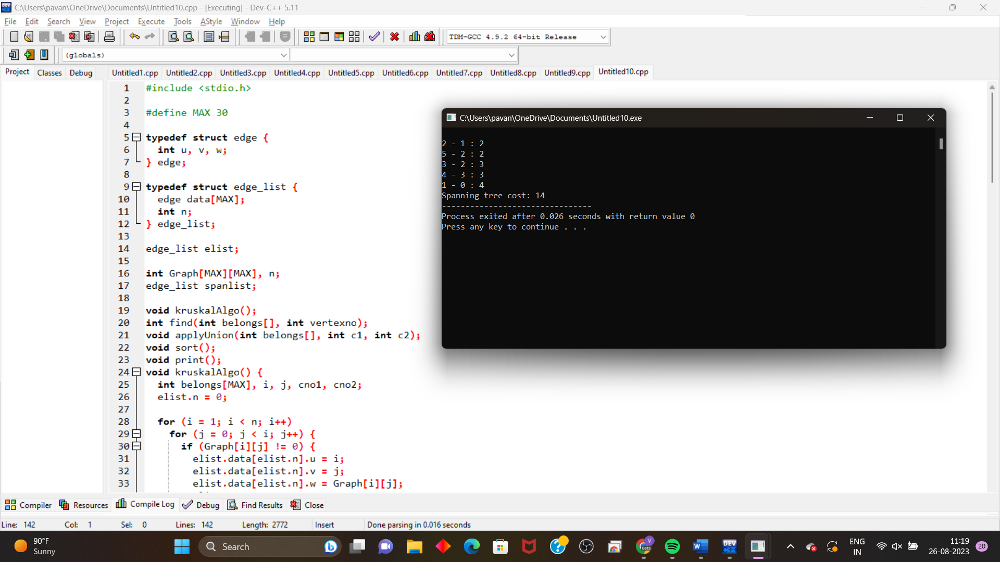 C:\Users\pavan\OneDrive\Documents\Untitled10.cpp - [Executing] - Dev-C++ 5.11
File Edit Search View Project Execute Tools AStyle Window Help
TDM-GCC 4.9.2 64-bit Release
(globals)
Project Classes Debug
Untitled1.cpp Untitled2.cpp Untitled3.cpp Untitled4.cpp Untitled5.cpp Untitled6.cpp Untitled7.cpp Untitled8.cpp Untitled9.cpp Untitled10.cpp
1 #include <stdio.h>
2
3 #define MAX 30
4
5 typedef struct edge {
6 int u, v, w;
7 } edge;
8
9 typedef struct edge_list {
10 edge data[MAX];
11 int n;
12 } edge_list;
13
14 edge_list elist;
15
16 int Graph[MAX][MAX], n;
17 edge_list spanlist;
18
19 void kruskalAlgo();
20 int find(int belongs[], int vertexno);
21 void applyUnion(int belongs[], int c1, int c2);
22 void sort();
23 void print();
24 void kruskalAlgo() {
25 int belongs[MAX], i, j, cno1, cno2;
26 elist.n = 0;
27
28 for (i = 1; i < n; i++)
29 for (j = 0; j < i; j++) {
30 if (Graph[i][j] != 0) {
31 elist.data[elist.n].u = i;
32 elist.data[elist.n].v = j;
33 elist.data[elist.n].w = Graph[i][j];
C:\Users\pavan\OneDrive\Documents\Untitled10.exe
2 - 1 : 2
5 - 2 : 2
3 - 2 : 3
4 - 3 : 3
1 - 0 : 4
Spanning tree cost: 14
--------------------------------
Process exited after 0.026 seconds with return value 0
Press any key to continue . . .
Compiler Resources Compile Log Debug Find Results Close
Line: 142 Col: 1 Sel: 0 Lines: 142 Length: 2772 Insert Done parsing in 0.016 seconds
90°F
Sunny
Search
V
Beta
DEV
C++
ENG
IN
11:19
26-08-2023
20